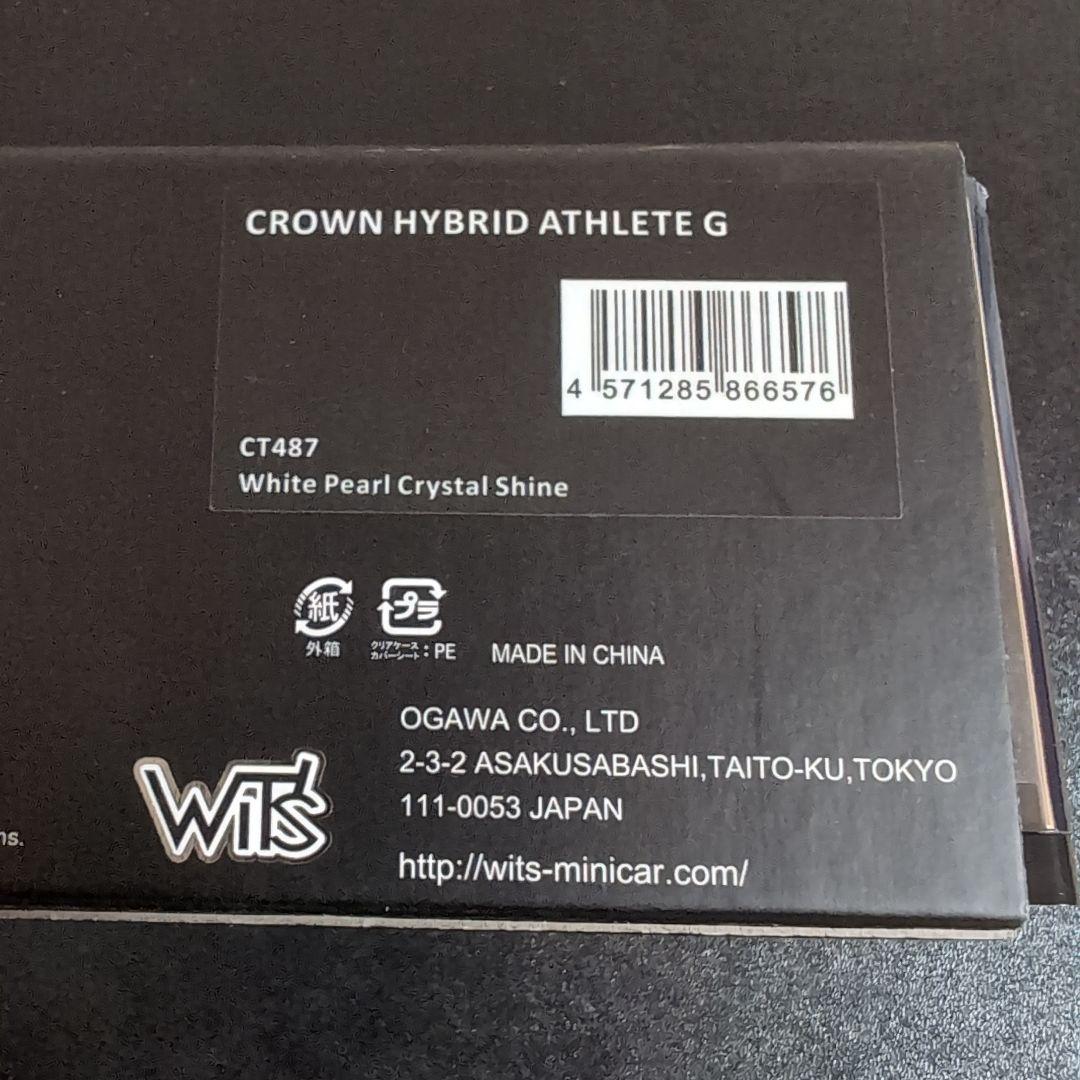 CROWN HYBRID ATHLETE G
4 571285 866576
CT487
White Pearl Crystal Shine
紙
プラ
外箱
クリアケース
カバーシート : PE
MADE IN CHINA
OGAWA CO., LTD
2-3-2 ASAKUSABASHI,TAITO-KU,TOKYO
111-0053 JAPAN
WiT's
ns.
http://wits-minicar.com/